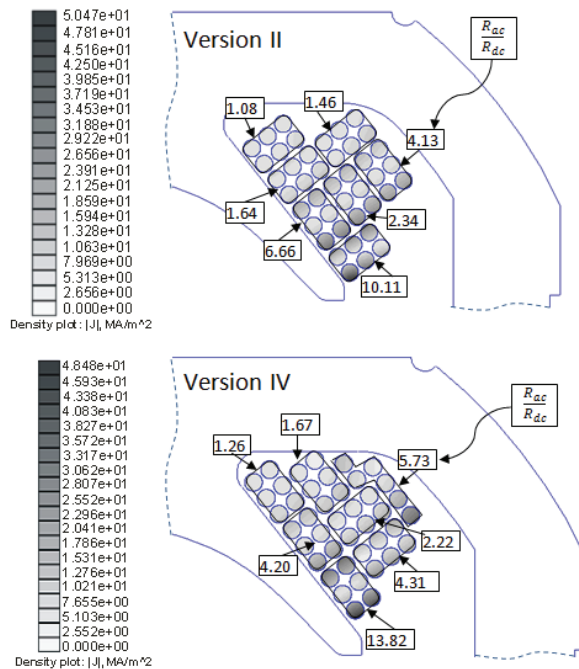 5.047e+01
4.781e+01
4.516e+01
4.250e+01
3.985e+01
3.719e+01
3.453e+01
3.188e+01
2.922e+01
2.656e+01
2.391e+01
2.125e+01
1.859e+01
1.594e+01
1.328e+01
1.063e+01
7.969e+00
5.313e+00
2.656e+00
0.000e+00
Density plot: |J|, MA/m^2
Version II
R_ac
R_dc
1.08
1.46
4.13
1.64
2.34
6.66
10.11
4.848e+01
4.593e+01
4.338e+01
4.083e+01
3.827e+01
3.572e+01
3.317e+01
3.062e+01
2.807e+01
2.552e+01
2.296e+01
2.041e+01
1.786e+01
1.531e+01
1.276e+01
1.021e+01
7.655e+00
5.103e+00
2.552e+00
0.000e+00
Density plot: |J|, MA/m^2
Version IV
R_ac
R_dc
1.67
1.26
5.73
2.22
4.20
4.31
13.82